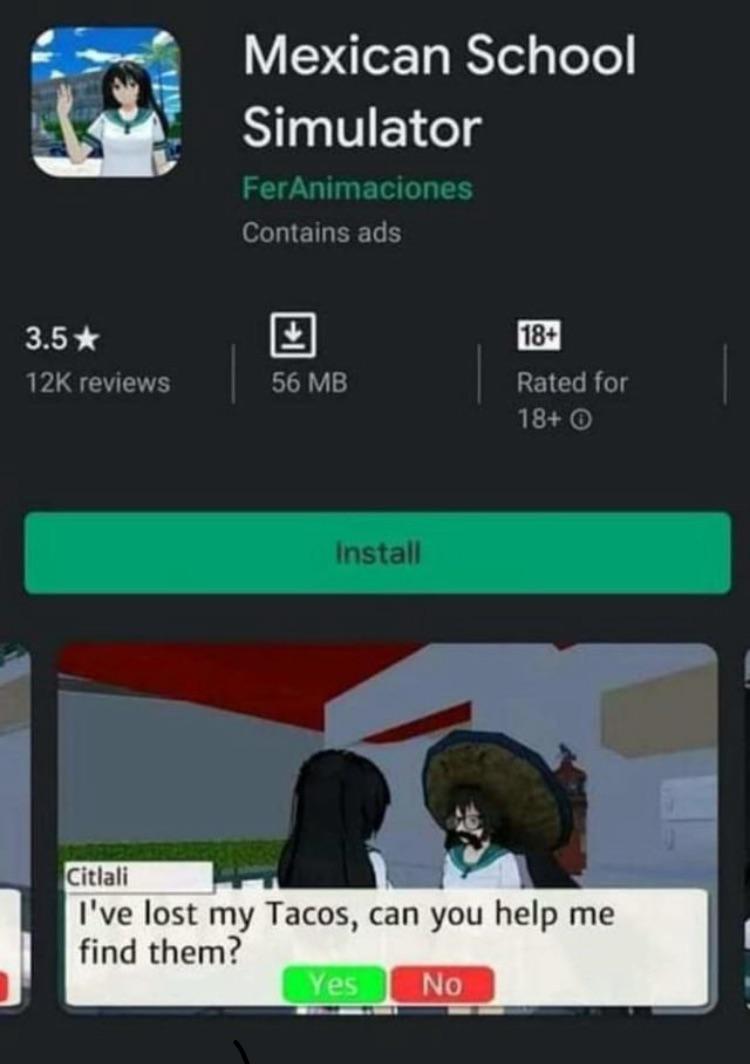 Mexican School
Simulator
FerAnimaciones
Contains ads
3.5★
12K reviews
56 MB
18+
Rated for
18+
Install
Citlali
I've lost my Tacos, can you help me
find them?
Yes No